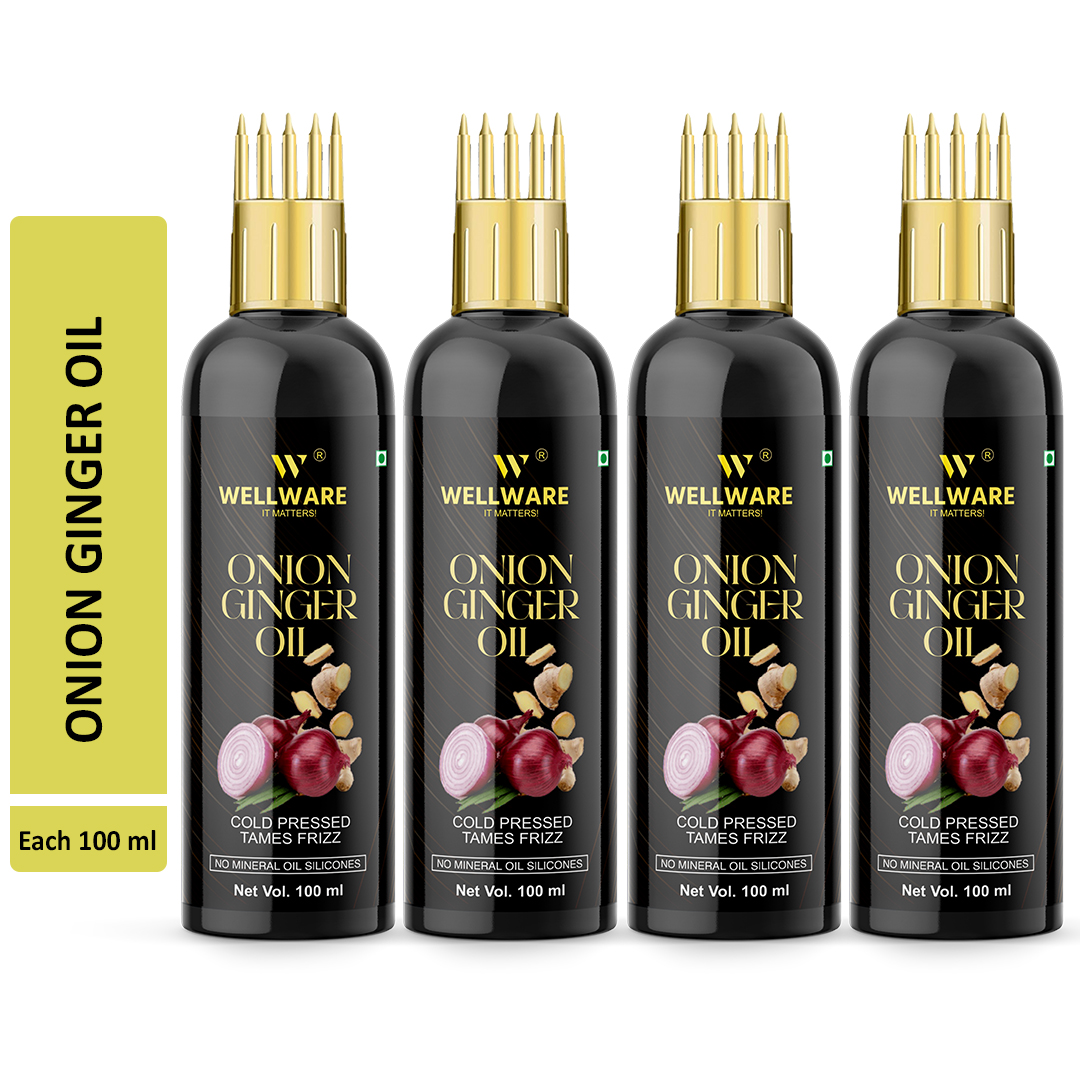 ONION GINGER OIL
Each 100 ml
W ®
WELLWARE
IT MATTERS!
ONION
GINGER
OIL
COLD PRESSED
TAMES FRIZZ
NO MINERAL OIL SILICONES
Net Vol. 100 ml
W ®
WELLWARE
IT MATTERS!
ONION
GINGER
OIL
COLD PRESSED
TAMES FRIZZ
NO MINERAL OIL SILICONES
Net Vol. 100 ml
W ®
WELLWARE
IT MATTERS!
ONION
GINGER
OIL
COLD PRESSED
TAMES FRIZZ
NO MINERAL OIL SILICONES
Net Vol. 100 ml
W ®
WELLWARE
IT MATTERS!
ONION
GINGER
OIL
COLD PRESSED
TAMES FRIZZ
NO MINERAL OIL SILICONES
Net Vol. 100 ml